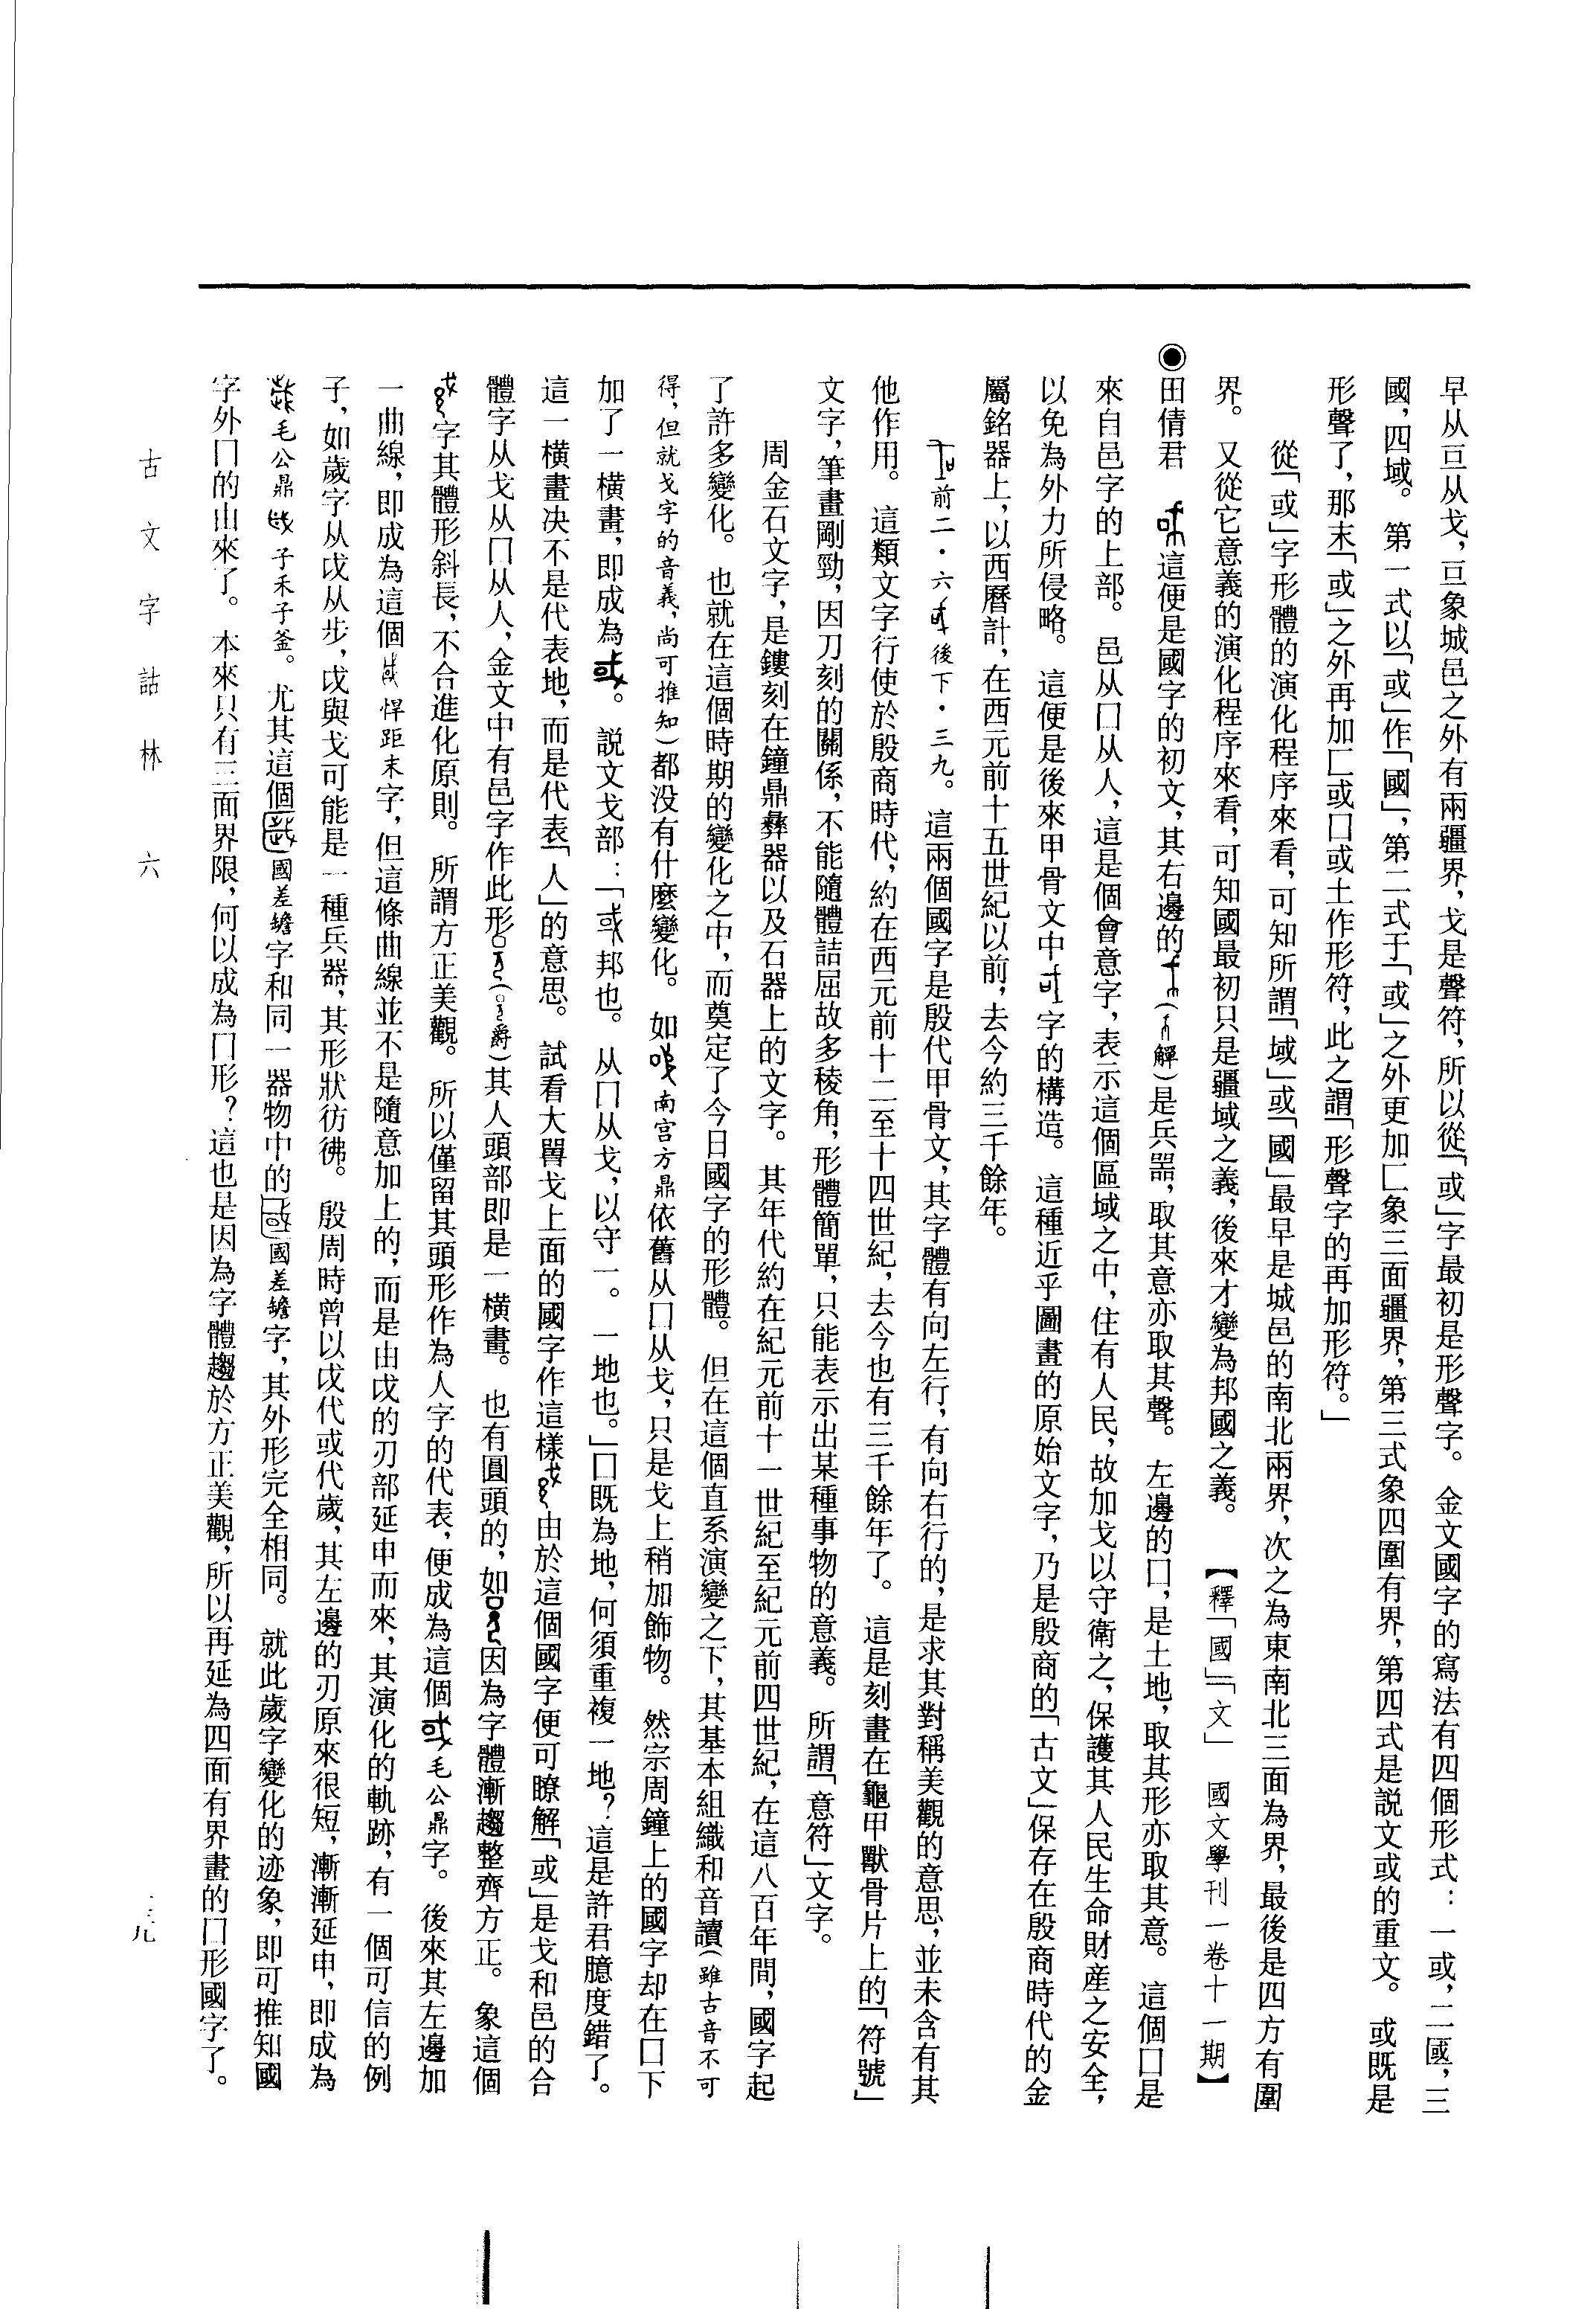 早从亘从戈，亘象城邑之外有兩疆界，戈是聲符，所以從「或」字最初是形聲字。金文國字的寫法有四個形式：一或，二國，三
國，四域。第一式以「或」作「國」，第二式于「或」之外更加匚象三面疆界，第三式象四圍有界，第四式是説文或的重文。或既是
形聲了，那末「或」之外再加匚或囗或土作形符，此之謂「形聲字的再加形符。」
從「或」字形體的演化程序來看，可知所謂「域」或「國」最早是城邑的南北兩界，次之為東南北三面為界，最後是四方有圍
界。又從它意義的演化程序來看，可知國最初只是疆域之義，後來才變為邦國之義。【釋「國」「文」 國文學刊一卷十一期】
◉田倩君 這便是國字的初文，其右邊的（觶）是兵器，取其意亦取其聲。左邊的囗，是土地，取其形亦取其意。這個囗是
來自邑字的上部。邑从囗从人，這是個會意字，表示這個區域之中，住有人民，故加戈以守衛之，保護其人民生命財産之安全，
以免為外力所侵略。這便是後來甲骨文中字的構造。這種近乎圖畫的原始文字，乃是殷商的「古文」保存在殷商時代的金
屬銘器上，以西曆計，在西元前十五世紀以前，去今約三千餘年。
前二·六後下·三九。這兩個國字是殷代甲骨文，其字體有向左行，有向右行的，是求其對稱美觀的意思，並未含有其
他作用。這類文字行使於殷商時代，約在西元前十二至十四世紀，去今也有三千餘年了。這是刻畫在龜甲獸骨片上的「符號」
文字，筆畫剛勁，因刀刻的關係，不能隨體詰屈故多稜角，形體簡單，只能表示出某種事物的意義。所謂「意符」文字。
周金石文字，是鏤刻在鐘鼎彝器以及石器上的文字。其年代約在紀元前十一世紀至紀元前四世紀，在這八百年間，國字起
了許多變化。也就在這個時期的變化之中，而奠定了今日國字的形體。但在這個直系演變之下，其基本組織和音讀（雖古音不可
得，但就戈字的音義，尚可推知）都没有什麼變化。如南宫方鼎依舊从囗从戈，只是戈上稍加飾物。然宗周鐘上的國字却在囗下
加了一橫畫，即成為。説文戈部：「或，邦也。从囗从戈，以守一。一地也。」囗既為地，何須重複一地？這是許君臆度錯了。
這一橫畫决不是代表地，而是代表「人」的意思。試看大㽙戈上面的國字作這樣由於這個國字便可瞭解「或」是戈和邑的合
體字从戈从囗从人，金文中有邑字作此形（爵）其人頭部即是一橫畫。也有圓頭的，如因為字體漸趨整齊方正。象這個
字其體形斜長，不合進化原則。所謂方正美觀。所以僅留其頭形作為人字的代表，便成為這個毛公鼎字。後來其左邊加
一曲線，即成為這個悍距末字，但這條曲線並不是隨意加上的，而是由戉的刃部延申而來，其演化的軌跡，有一個可信的例
子，如歲字从戉从步，戉與戈可能是一種兵器，其形狀彷彿。殷周時曾以戉代或代歲，其左邊的刃原來很短，漸漸延申，即成為
毛公鼎子禾子釜。尤其這個國差𦉜字和同一器物中的國差𦉜字，其外形完全相同。就此歲字變化的迹象，即可推知國
字外冂的由來了。本來只有三面界限，何以成為冂形？這也是因為字體趨於方正美觀，所以再延為四面有界畫的囗形國字了。
古文字詁林 六